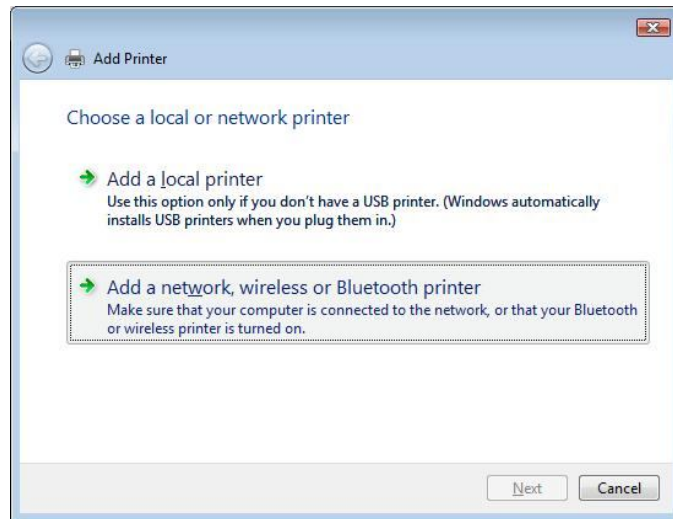 Add Printer
Choose a local or network printer
Add a local printer
Use this option only if you don't have a USB printer. (Windows automatically
installs USB printers when you plug them in.)
Add a network, wireless or Bluetooth printer
Make sure that your computer is connected to the network, or that your Bluetooth
or wireless printer is turned on.
Next Cancel